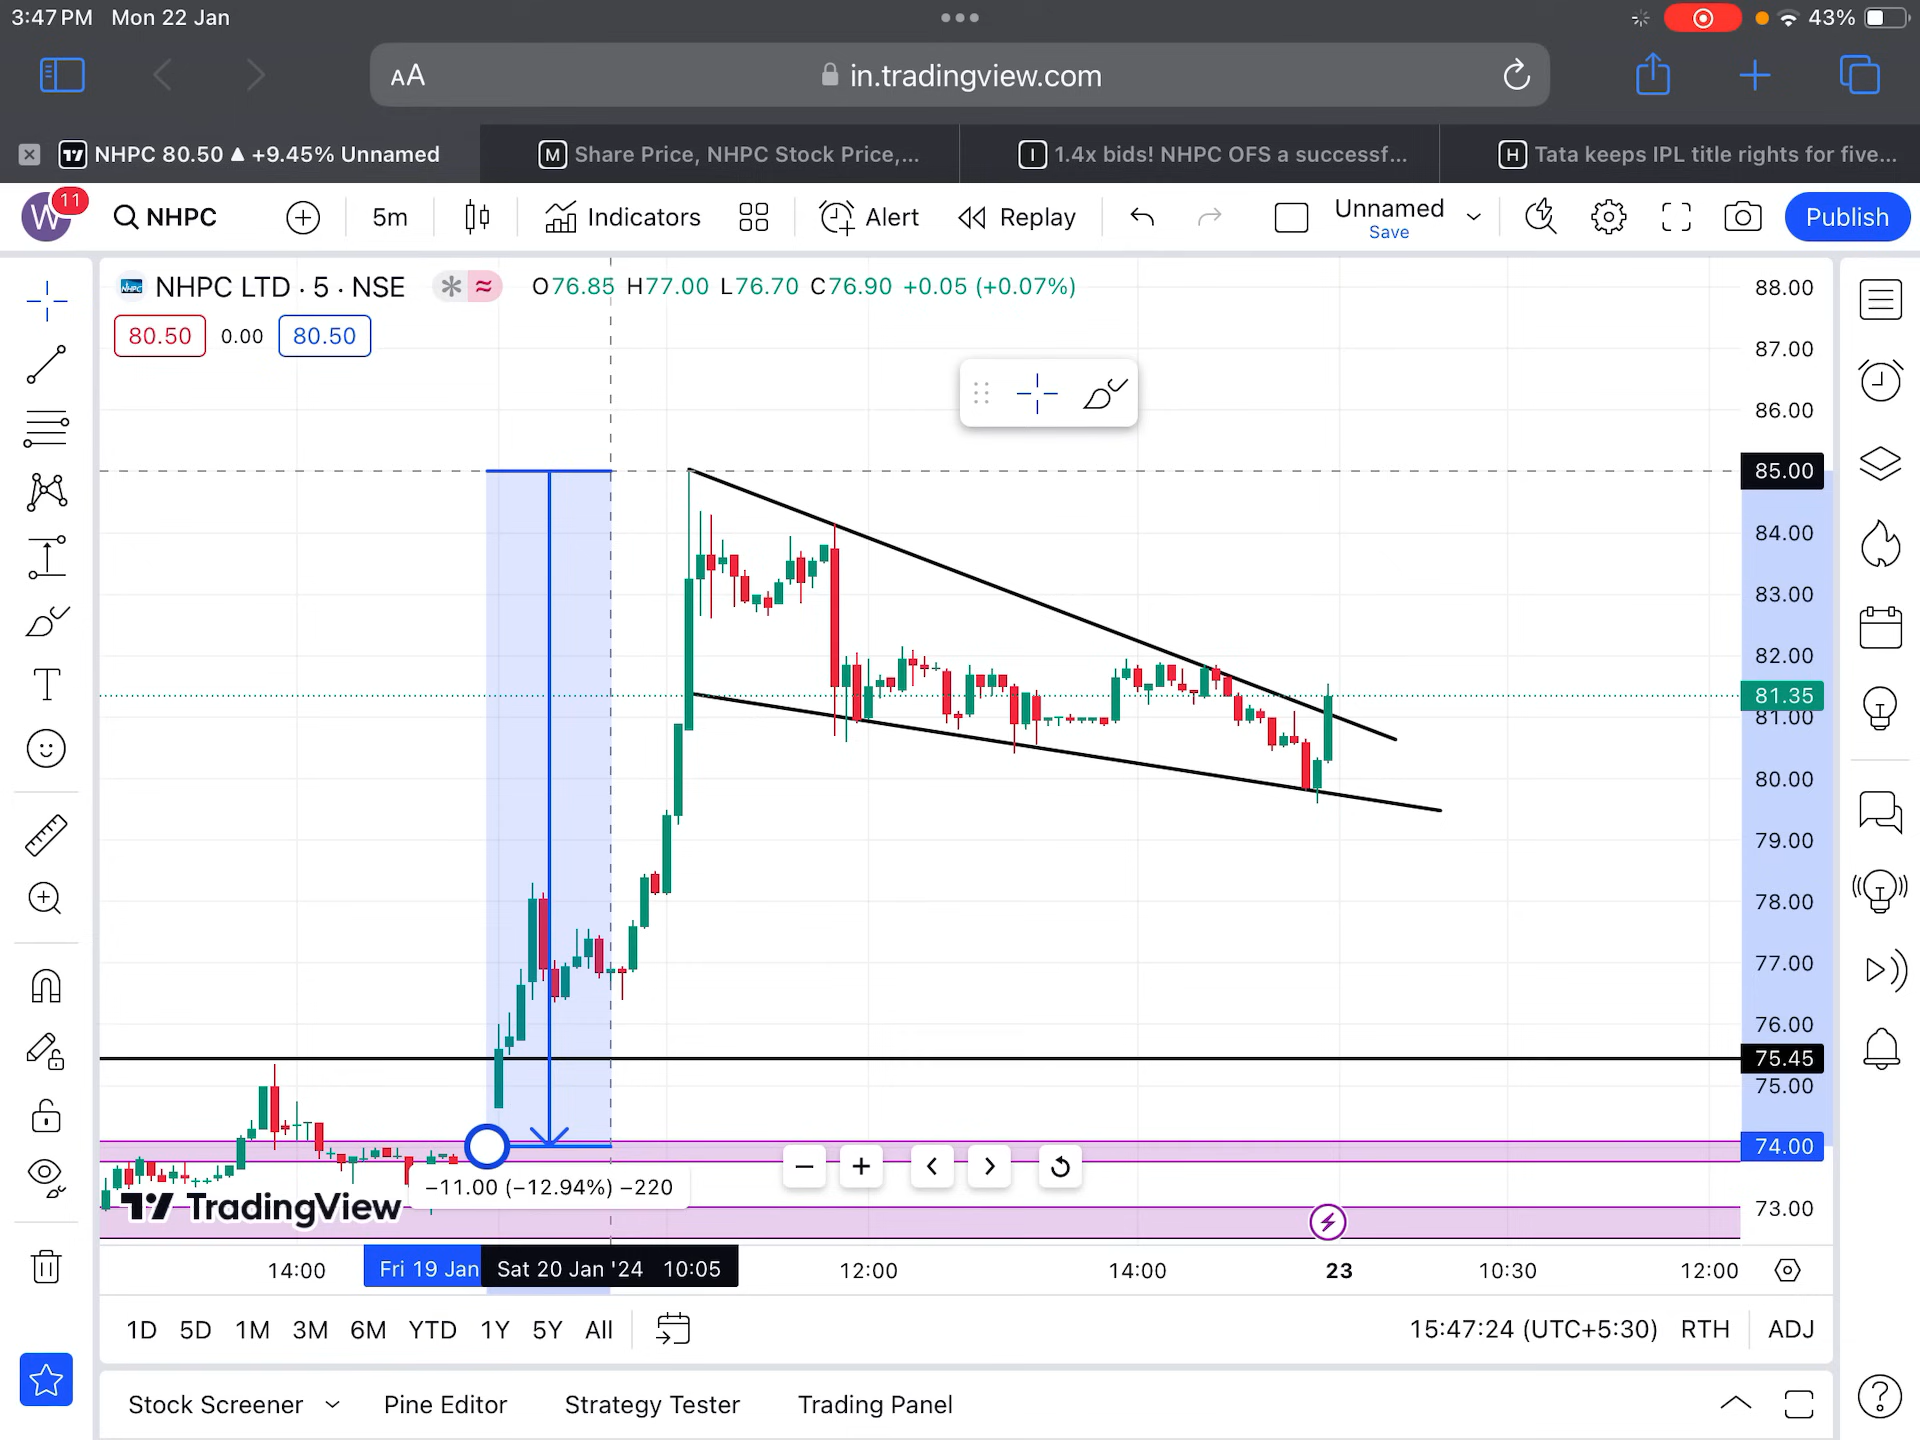 3:47 PM Mon 22 Jan
43%
AA in.tradingview.com
NHPC 80.50 ▲ +9.45% Unnamed
M Share Price, NHPC Stock Price,...
I 1.4x bids! NHPC OFS a successf...
H Tata keeps IPL title rights for five...
W 11 NHPC 5m Indicators Alert Replay Unnamed Save Publish
NHPC LTD · 5 · NSE O76.85 H77.00 L76.70 C76.90 +0.05 (+0.07%)
80.50 0.00 80.50
88.00
87.00
86.00
85.00
84.00
83.00
82.00
81.35
81.00
80.00
79.00
78.00
77.00
76.00
75.45
75.00
74.00
73.00
−11.00 (−12.94%) −220
TradingView
14:00 Fri 19 Jan Sat 20 Jan '24 10:05 12:00 14:00 23 10:30 12:00
1D 5D 1M 3M 6M YTD 1Y 5Y All 15:47:24 (UTC+5:30) RTH ADJ
Stock Screener Pine Editor Strategy Tester Trading Panel